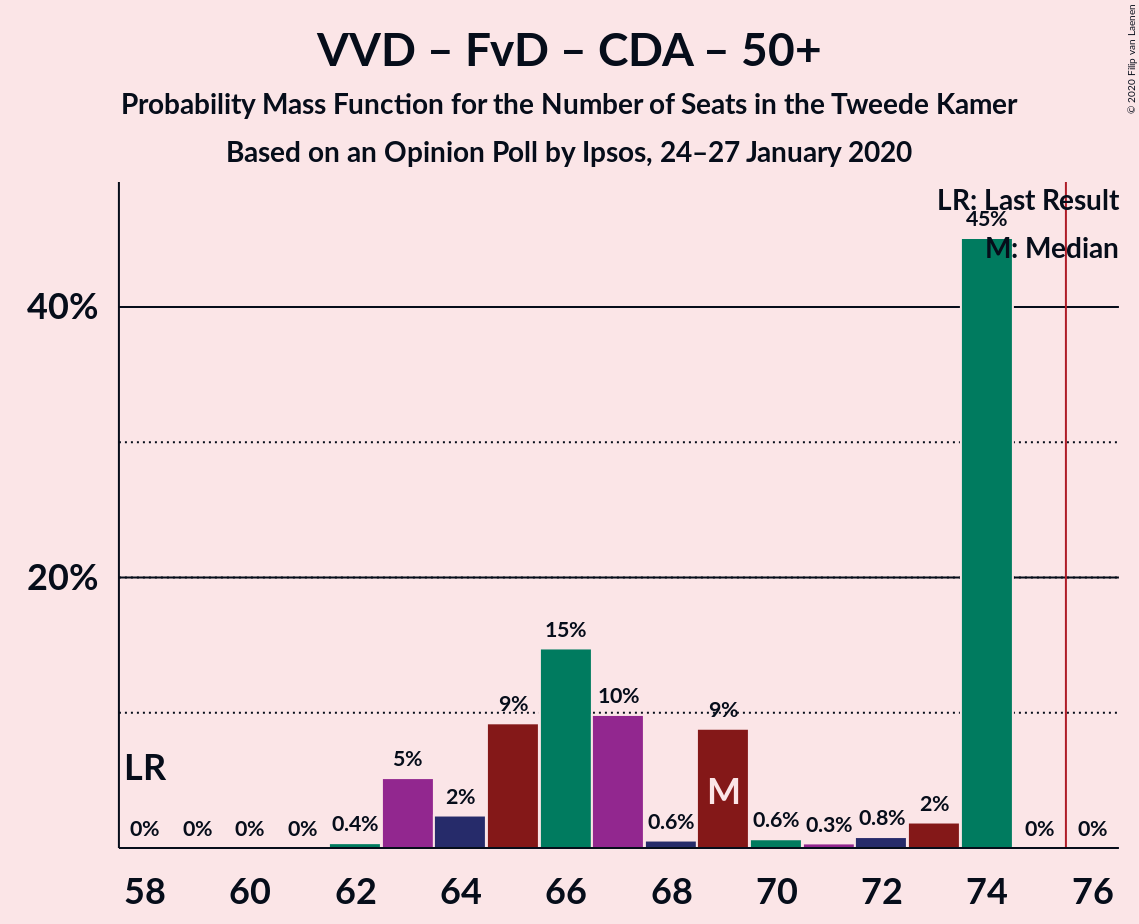 VVD – FvD – CDA – 50+
Probability Mass Function for the Number of Seats in the Tweede Kamer
Based on an Opinion Poll by Ipsos, 24–27 January 2020
© 2020 Filip van Laenen
LR: Last Result
M: Median
40%
20%
45%
15%
10%
9%
9%
5%
2%
2%
0.4%
0.6%
0.6%
0.3%
0.8%
0% 0% 0% 0% 0% 0%
LR
M
58 60 62 64 66 68 70 72 74 76